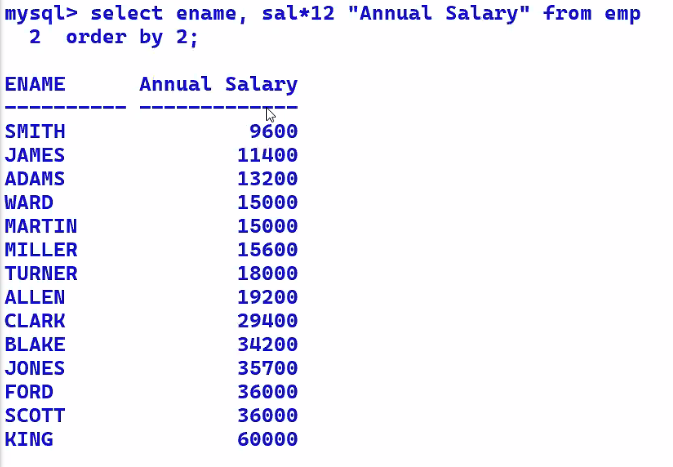 mysql> select ename, sal*12 "Annual Salary" from emp
2 order by 2;
ENAME Annual Salary
---------- -------------
SMITH 9600
JAMES 11400
ADAMS 13200
WARD 15000
MARTIN 15000
MILLER 15600
TURNER 18000
ALLEN 19200
CLARK 29400
BLAKE 34200
JONES 35700
FORD 36000
SCOTT 36000
KING 60000